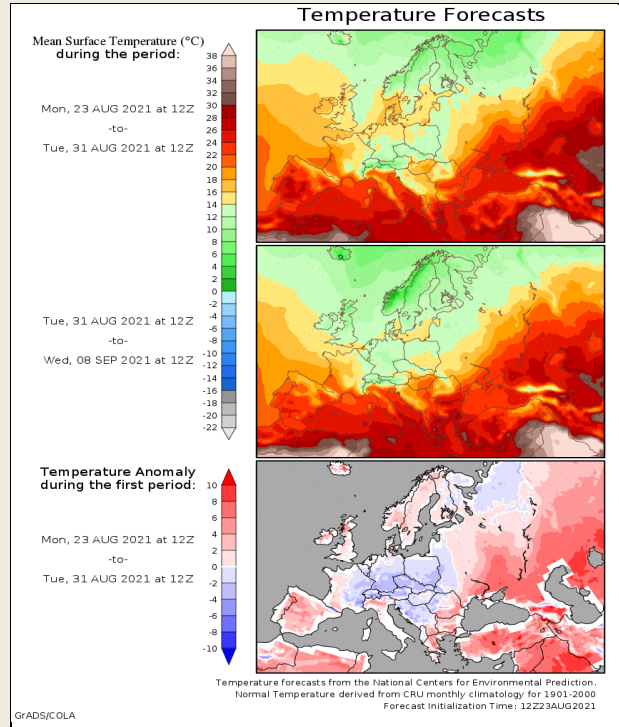 Temperature Forecasts
Mean Surface Temperature (°C)
during the period:
Mon, 23 AUG 2021 at 12Z
-to-
Tue, 31 AUG 2021 at 12Z
38
36
34
32
30
28
26
24
22
20
18
16
14
12
10
8
6
4
2
0
-2
-4
-6
-8
-10
-12
-14
-16
-18
-20
-22
Tue, 31 AUG 2021 at 12Z
-to-
Wed, 08 SEP 2021 at 12Z
Temperature Anomaly
during the first period:
Mon, 23 AUG 2021 at 12Z
-to-
Tue, 31 AUG 2021 at 12Z
10
8
6
4
2
0
-2
-4
-6
-8
-10
Temperature forecasts from the National Centers for Environmental Prediction.
Normal Temperature derived from CRU monthly climatology for 1901-2000
Forecast Initialization Time: 12Z23AUG2021
GrADS/COLA